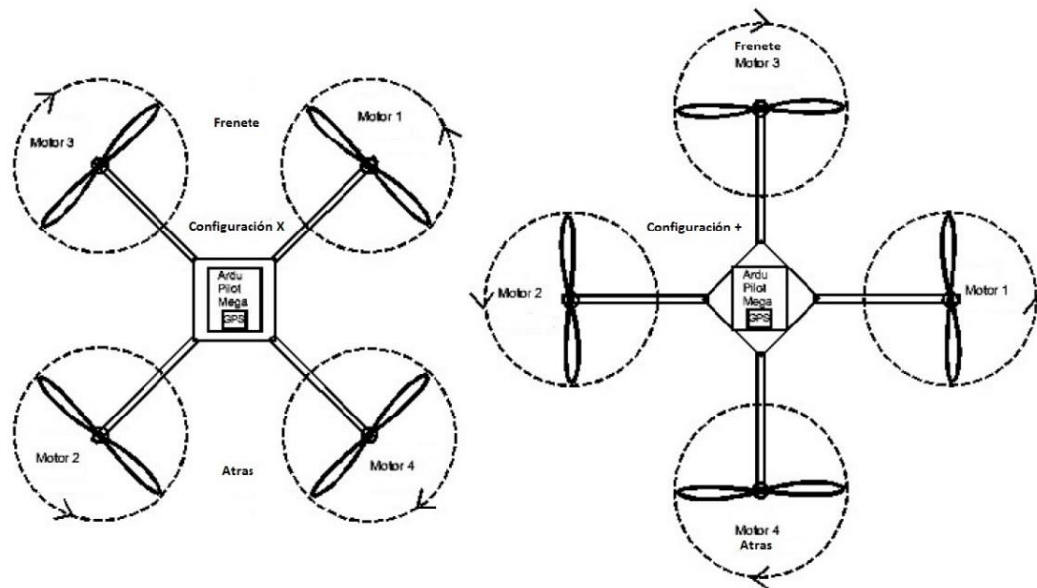 Frenete
Motor 3
Motor 1
Configuración X
Ardu
Pilot
Mega
GPS
Motor 2
Motor 4
Atras
Frenete
Motor 3
Configuración +
Motor 2
Ardu
Pilot
Mega
GPS
Motor 1
Motor 4
Atras